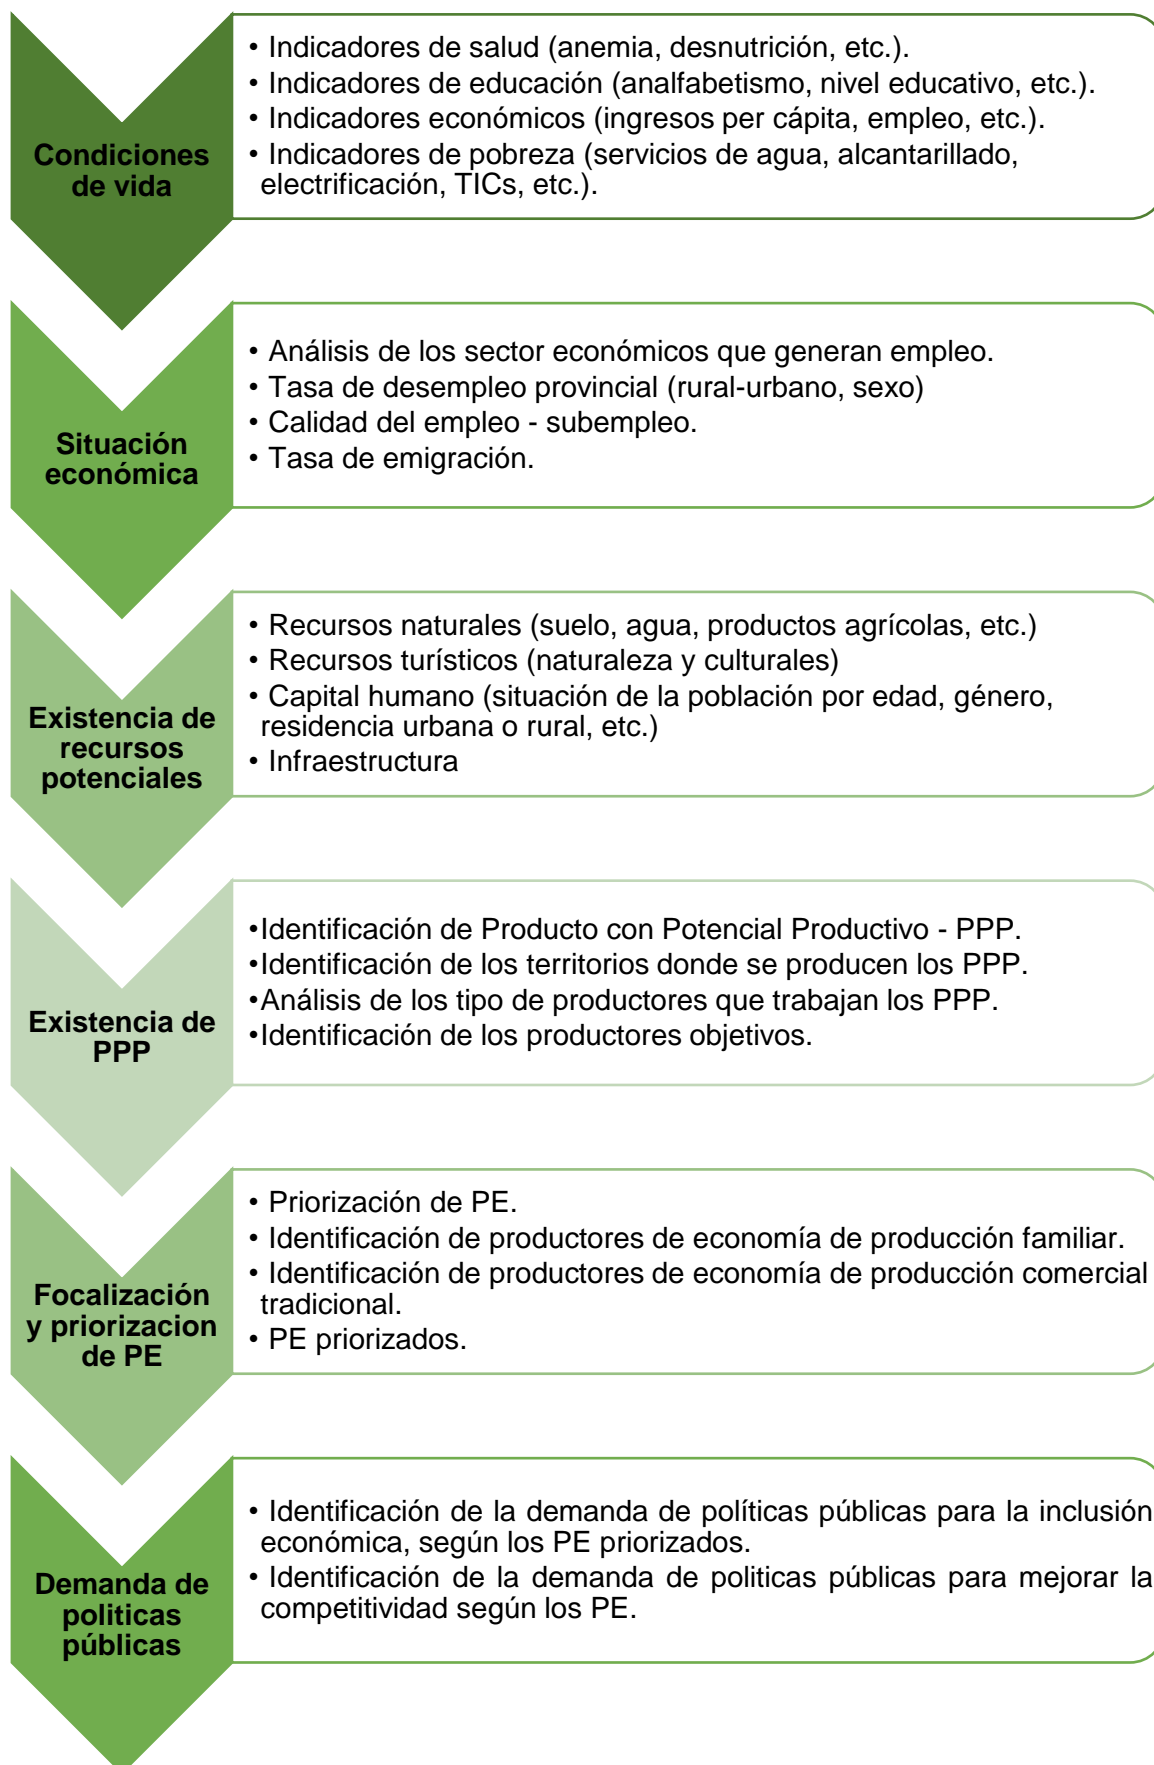 Condiciones
de vida
• Indicadores de salud (anemia, desnutrición, etc.).
• Indicadores de educación (analfabetismo, nivel educativo, etc.).
• Indicadores económicos (ingresos per cápita, empleo, etc.).
• Indicadores de pobreza (servicios de agua, alcantarillado,
electrificación, TICs, etc.).
Situación
económica
• Análisis de los sector económicos que generan empleo.
• Tasa de desempleo provincial (rural-urbano, sexo)
• Calidad del empleo - subempleo.
• Tasa de emigración.
Existencia de
recursos
potenciales
• Recursos naturales (suelo, agua, productos agrícolas, etc.)
• Recursos turísticos (naturaleza y culturales)
• Capital humano (situación de la población por edad, género,
residencia urbana o rural, etc.)
• Infraestructura
Existencia de
PPP
•Identificación de Producto con Potencial Productivo - PPP.
•Identificación de los territorios donde se producen los PPP.
•Análisis de los tipo de productores que trabajan los PPP.
•Identificación de los productores objetivos.
Focalización
y priorizacion
de PE
• Priorización de PE.
• Identificación de productores de economía de producción familiar.
• Identificación de productores de economía de producción comercial
tradicional.
• PE priorizados.
Demanda de
politicas
públicas
• Identificación de la demanda de políticas públicas para la inclusión
económica, según los PE priorizados.
• Identificación de la demanda de politicas públicas para mejorar la
competitividad según los PE.